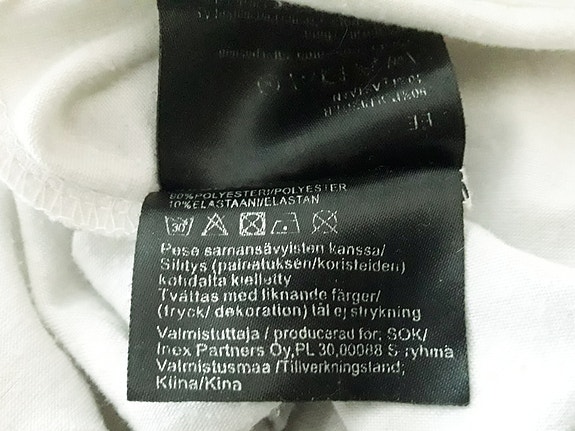 EE
80%POLYESTERI/POLYESTER
10%ELASTAANI/ELASTAN
30
Pese samansävyisten kanssa/
Silitys (painatuksen/koristeiden)
kohdalta kielletty
Tvättas med liknande färger/
(tryck/ dekoration) tål ej strykning
Valmistuttaja / producerad for; SOK/
Inex Partners Oy,PL 30,00088 S-ryhmä
Valmistusmaa /Tillverkningsland;
Kiina/Kina